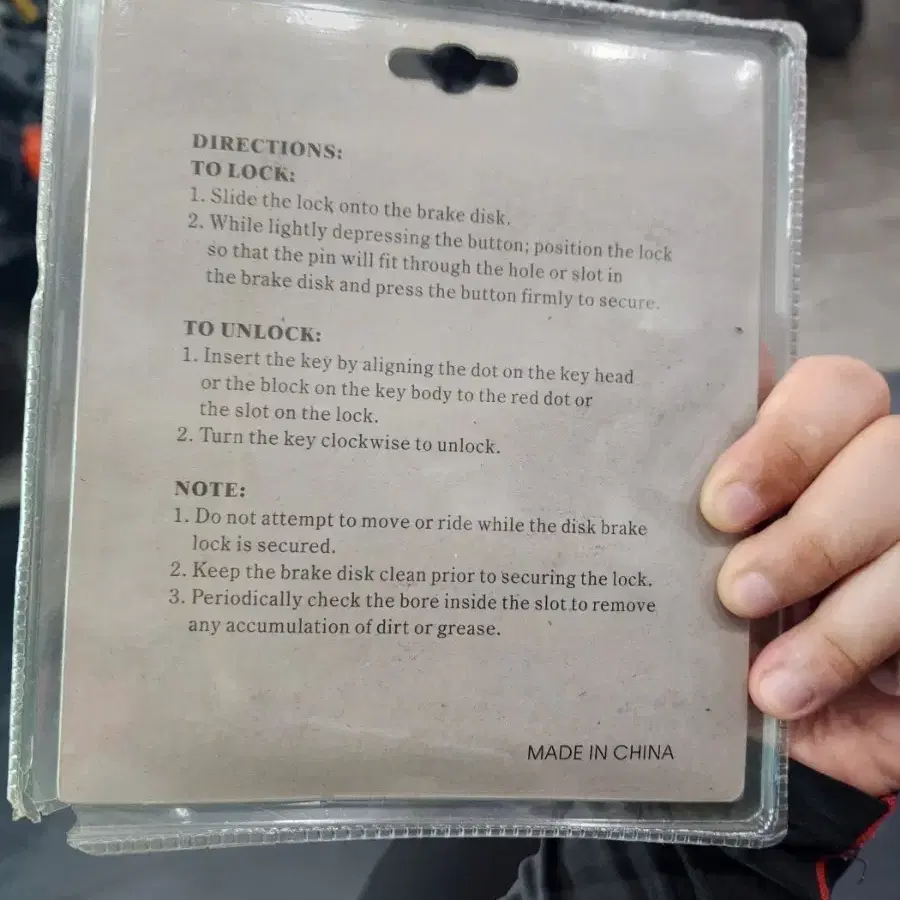 DIRECTIONS:
TO LOCK:
1. Slide the lock onto the brake disk.
2. While lightly depressing the button; position the lock
so that the pin will fit through the hole or slot in
the brake disk and press the button firmly to secure.
TO UNLOCK:
1. Insert the key by aligning the dot on the key head
or the block on the key body to the red dot or
the slot on the lock.
2. Turn the key clockwise to unlock.
NOTE:
1. Do not attempt to move or ride while the disk brake
lock is secured.
2. Keep the brake disk clean prior to securing the lock.
3. Periodically check the bore inside the slot to remove
any accumulation of dirt or grease.
MADE IN CHINA